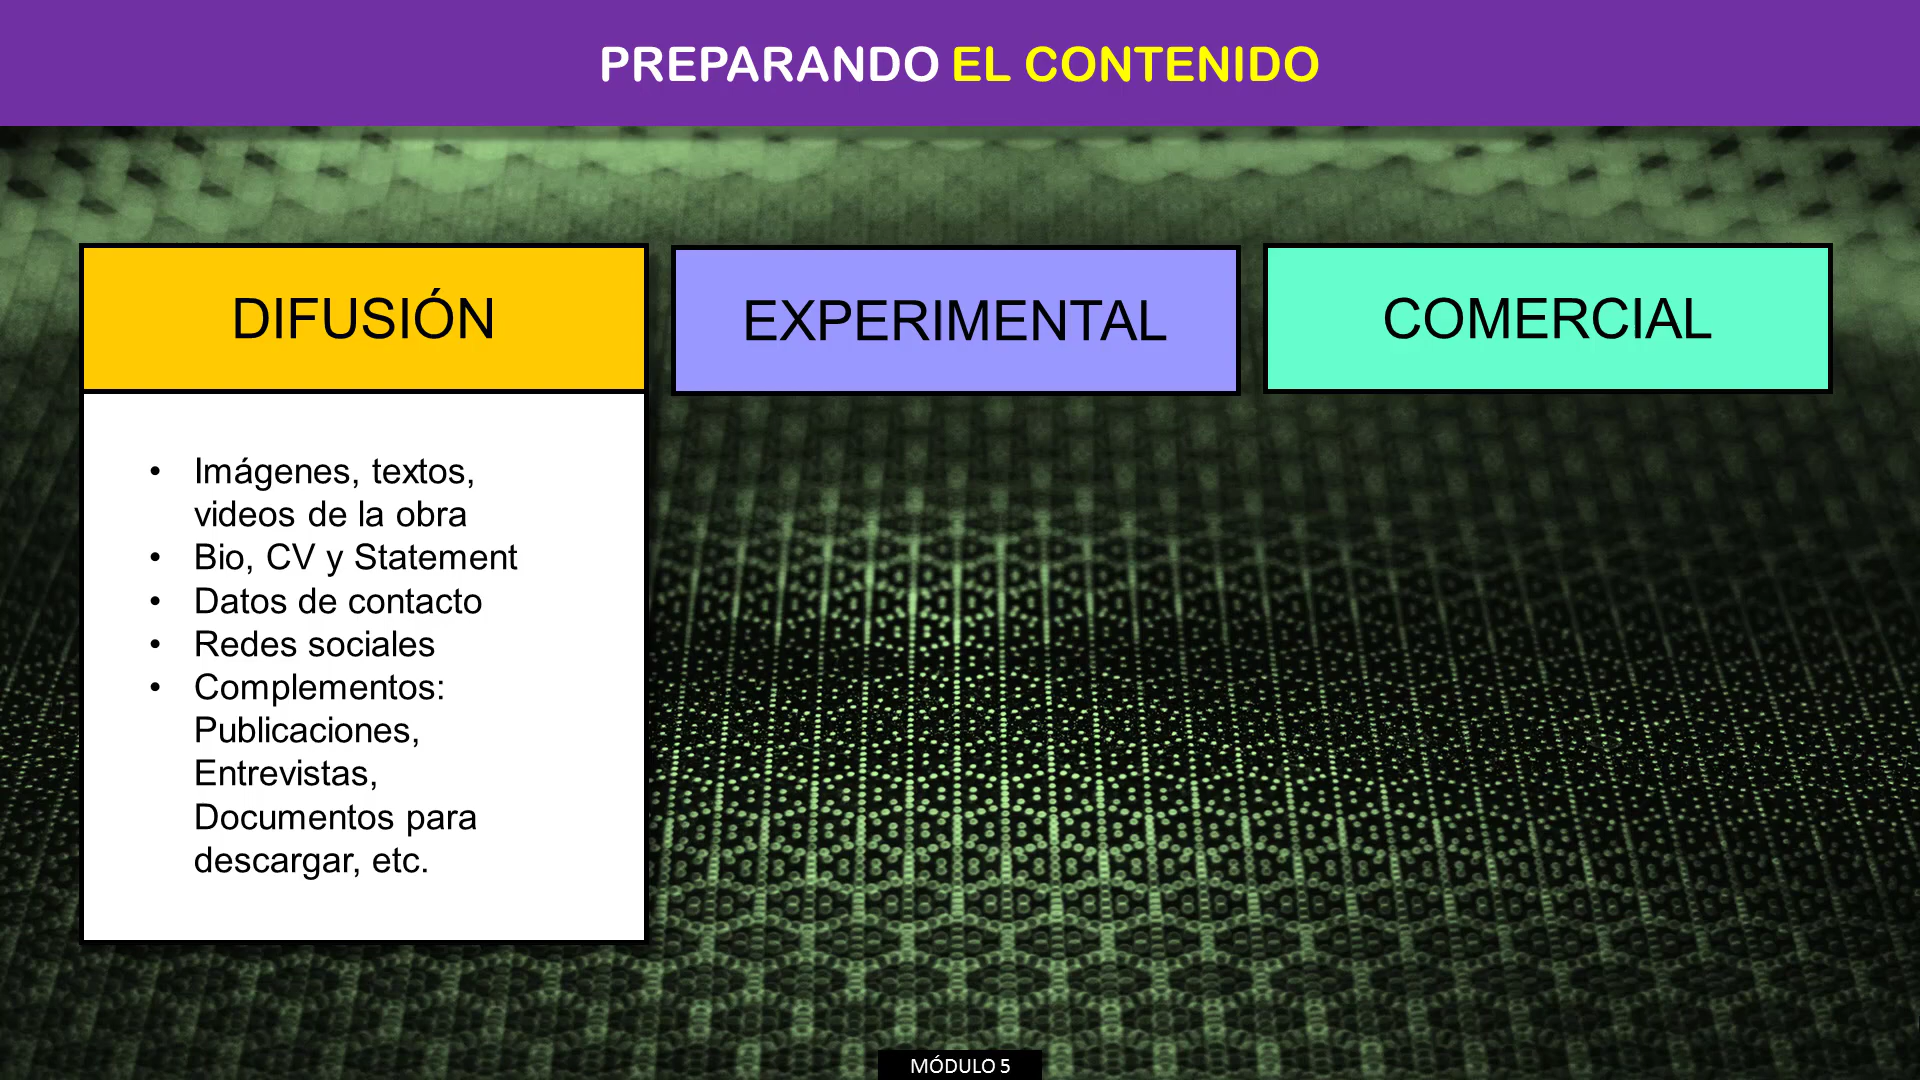 PREPARANDO EL CONTENIDO
DIFUSIÓN
• Imágenes, textos,
videos de la obra
• Bio, CV y Statement
• Datos de contacto
• Redes sociales
• Complementos:
Publicaciones,
Entrevistas,
Documentos para
descargar, etc.
EXPERIMENTAL
COMERCIAL
MÓDULO 5